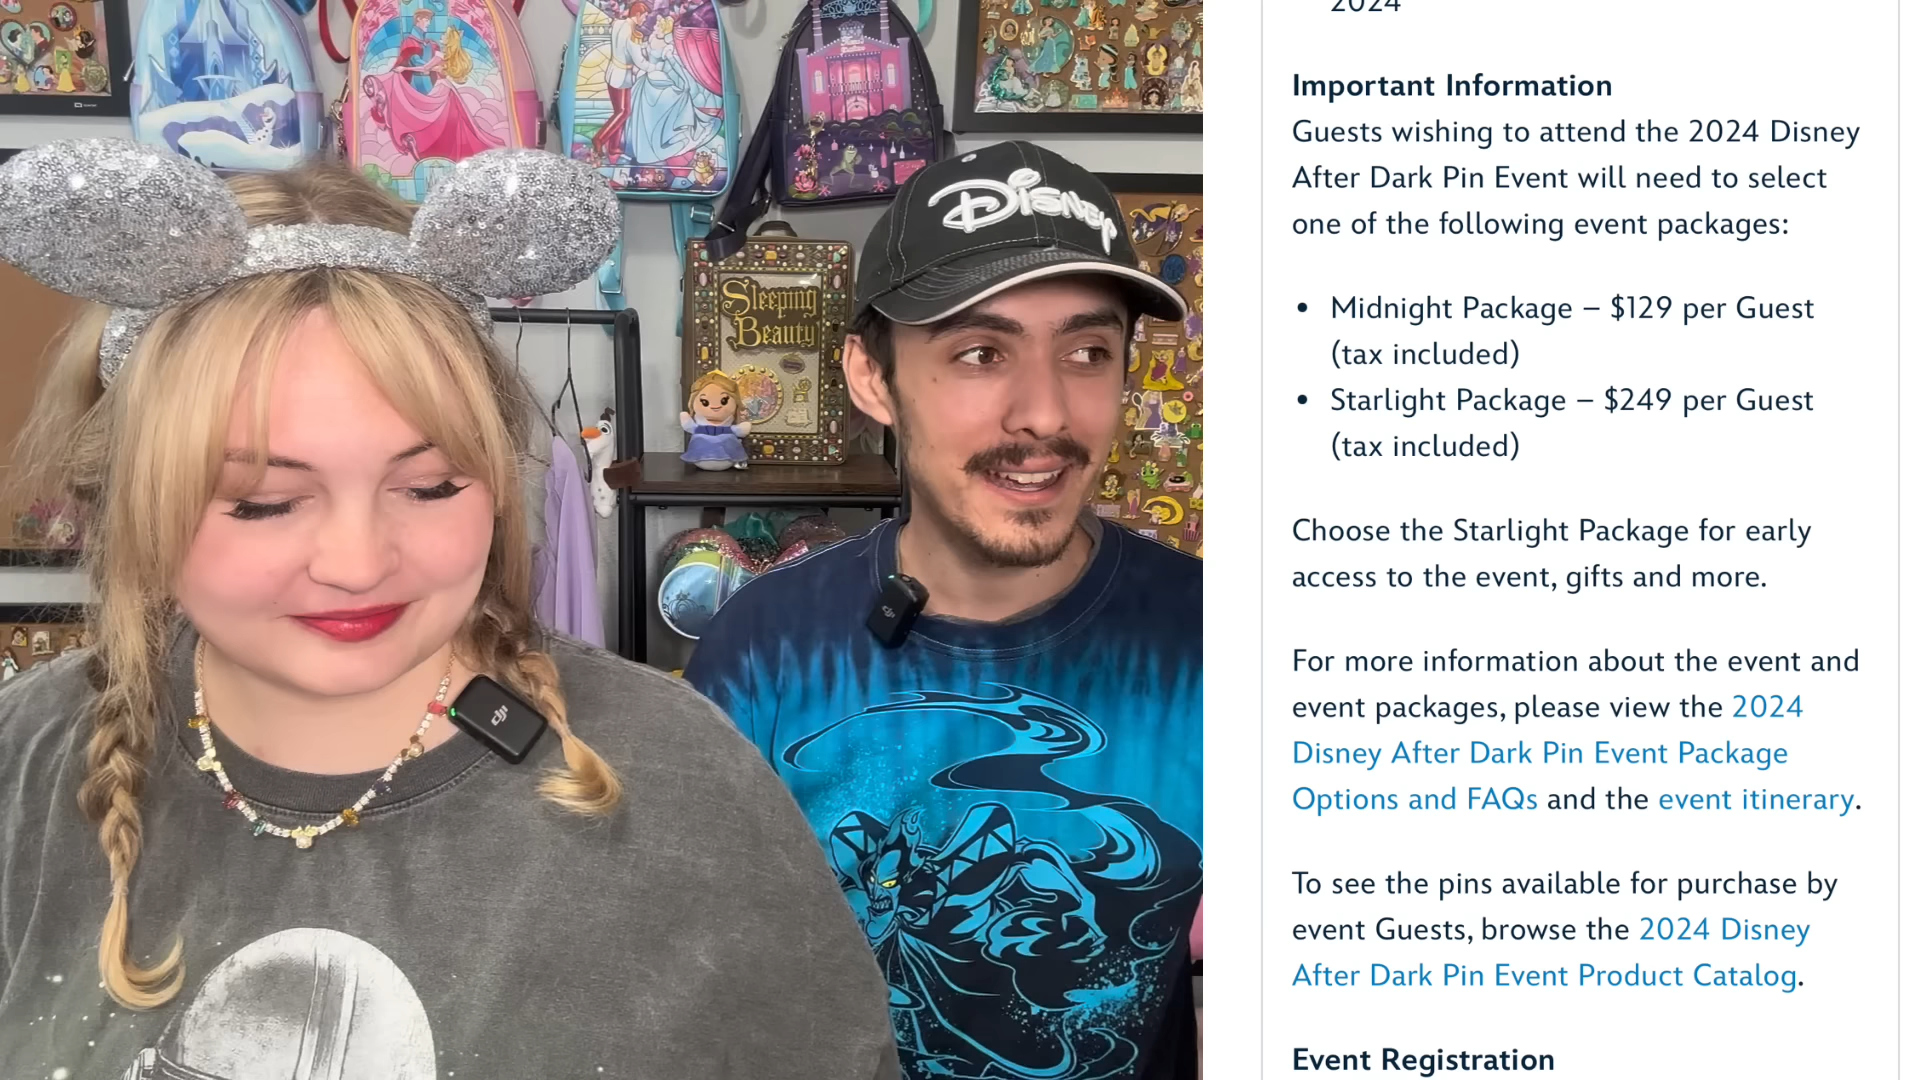 Disney
Sleeping
Beauty
dji
dji
2024
Important Information
Guests wishing to attend the 2024 Disney
After Dark Pin Event will need to select
one of the following event packages:
• Midnight Package – $129 per Guest
(tax included)
• Starlight Package – $249 per Guest
(tax included)
Choose the Starlight Package for early
access to the event, gifts and more.
For more information about the event and
event packages, please view the 2024
Disney After Dark Pin Event Package
Options and FAQs and the event itinerary.
To see the pins available for purchase by
event Guests, browse the 2024 Disney
After Dark Pin Event Product Catalog.
Event Registration